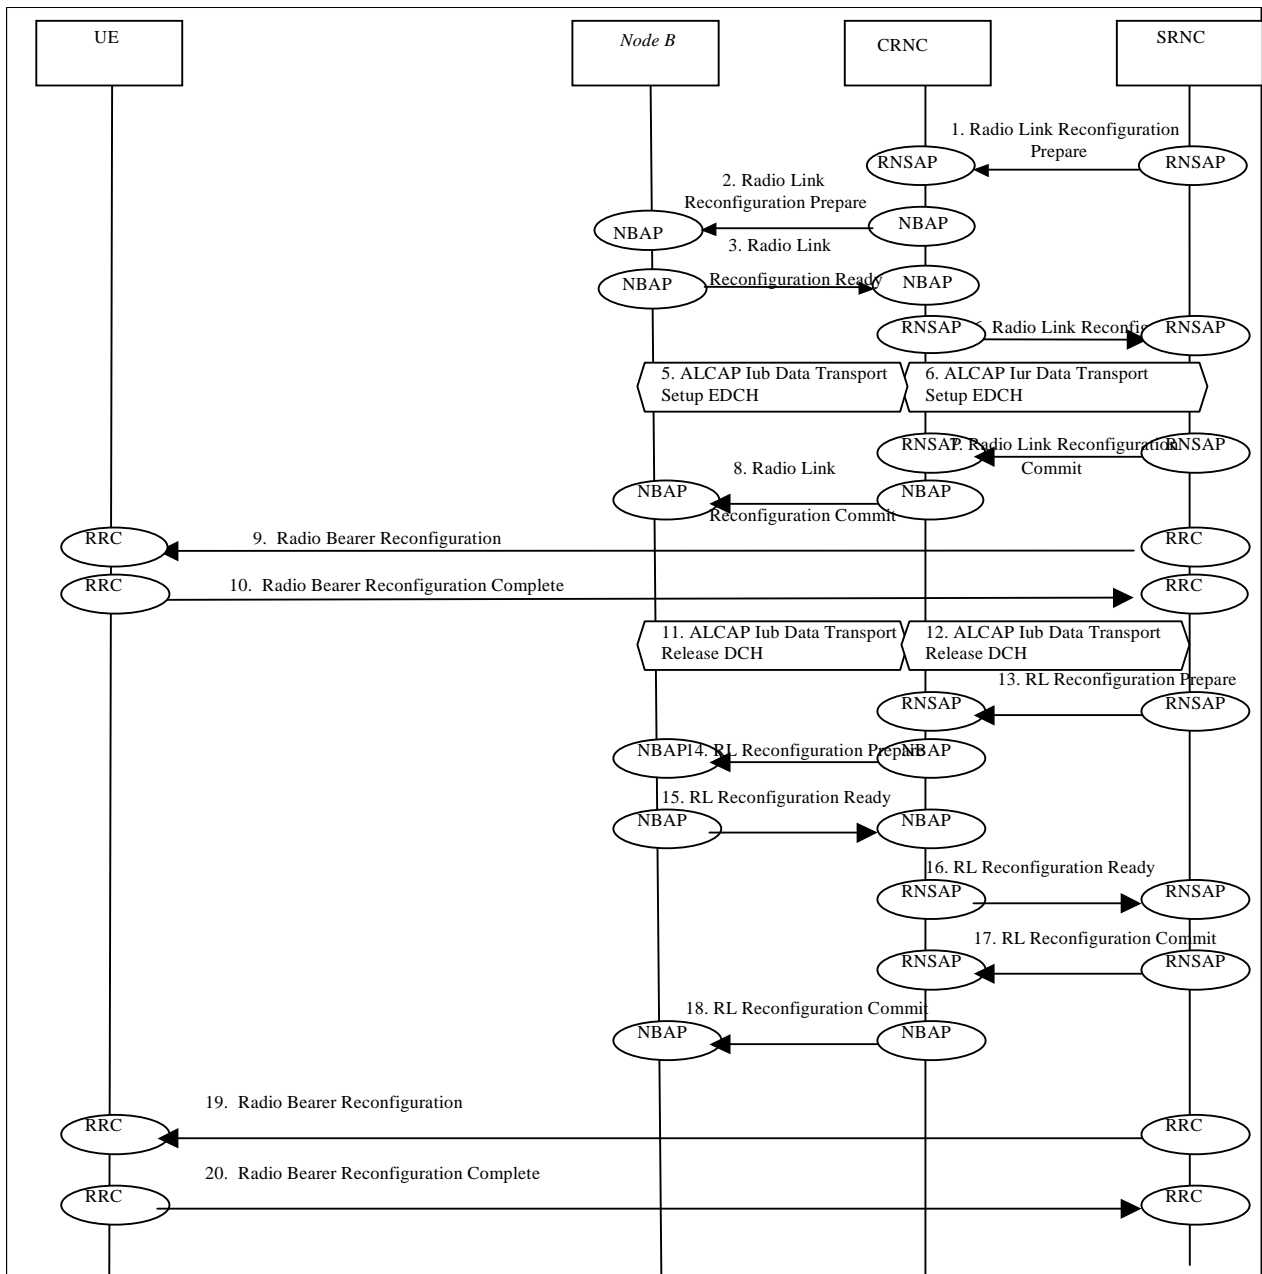 UE
Node B
CRNC
SRNC
1. Radio Link Reconfiguration
Prepare
RNSAP
RNSAP
2. Radio Link
Reconfiguration Prepare
NBAP
NBAP
3. Radio Link
NBAP
Reconfiguration Ready
NBAP
RNSAP
Radio Link Reconfig
RNSAP
5. ALCAP Iub Data Transport
Setup EDCH
6. ALCAP Iur Data Transport
Setup EDCH
RNSAP
7. Radio Link Reconfiguration
Commit
RNSAP
8. Radio Link
NBAP
NBAP
Reconfiguration Commit
RRC
9. Radio Bearer Reconfiguration
RRC
RRC
10. Radio Bearer Reconfiguration Complete
RRC
11. ALCAP Iub Data Transport
Release DCH
12. ALCAP Iub Data Transport
Release DCH
13. RL Reconfiguration Prepare
RNSAP
RNSAP
NBAP
14. RL Reconfiguration Prepare
NBAP
15. RL Reconfiguration Ready
NBAP
NBAP
16. RL Reconfiguration Ready
RNSAP
RNSAP
17. RL Reconfiguration Commit
RNSAP
RNSAP
18. RL Reconfiguration Commit
NBAP
NBAP
19. Radio Bearer Reconfiguration
RRC
RRC
20. Radio Bearer Reconfiguration Complete
RRC
RRC